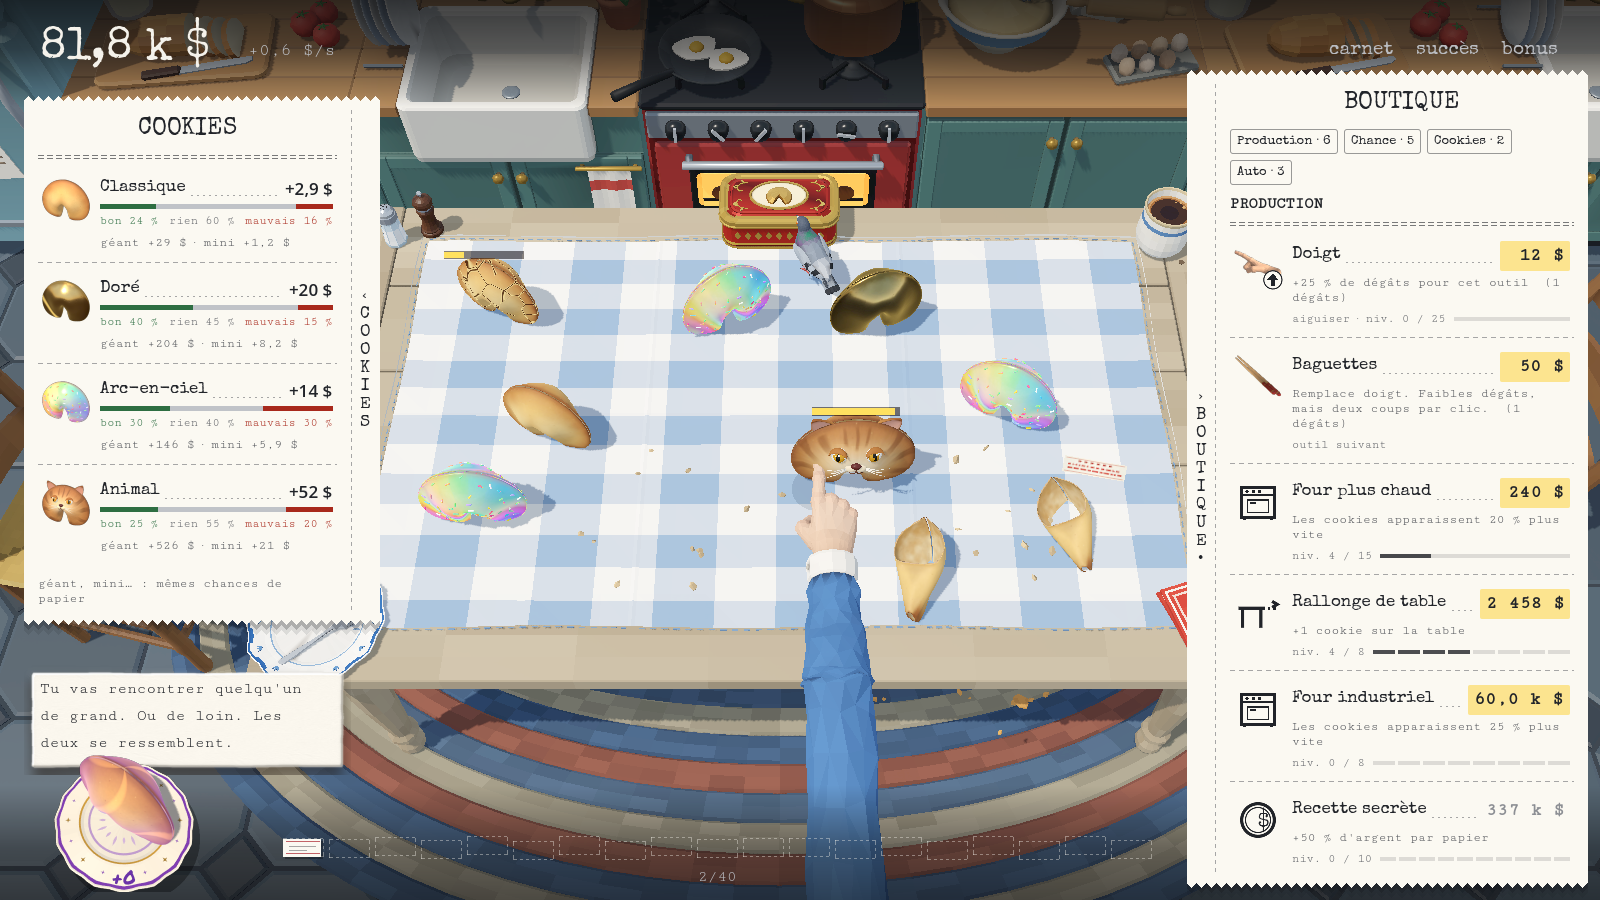 81,8 k $
+0,6 $/s
carnet succès bonus
COOKIES
Classique +2,9 $
bon 24 % rien 60 % mauvais 16 %
géant +29 $ · mini +1,2 $
Doré +20 $
bon 40 % rien 45 % mauvais 15 %
géant +204 $ · mini +8,2 $
Arc-en-ciel +14 $
bon 30 % rien 40 % mauvais 30 %
géant +146 $ · mini +5,9 $
Animal +52 $
bon 25 % rien 55 % mauvais 20 %
géant +526 $ · mini +21 $
géant, mini… : mêmes chances de
papier
‹ COOKIES
Tu vas rencontrer quelqu'un
de grand. Ou de loin. Les
deux se ressemblent.
+0
2/40
› BOUTIQUE •
BOUTIQUE
Production · 6 Chance · 5 Cookies · 2
Auto · 3
PRODUCTION
Doigt 12 $
+25 % de dégâts pour cet outil (1
dégâts)
aiguiser · niv. 0 / 25
Baguettes 50 $
Remplace doigt. Faibles dégâts,
mais deux coups par clic. (1
dégâts)
outil suivant
Four plus chaud 240 $
Les cookies apparaissent 20 % plus
vite
niv. 4 / 15
Rallonge de table 2 458 $
+1 cookie sur la table
niv. 4 / 8
Four industriel 60,0 k $
Les cookies apparaissent 25 % plus
vite
niv. 0 / 8
Recette secrète 337 k $
+50 % d'argent par papier
niv. 0 / 10